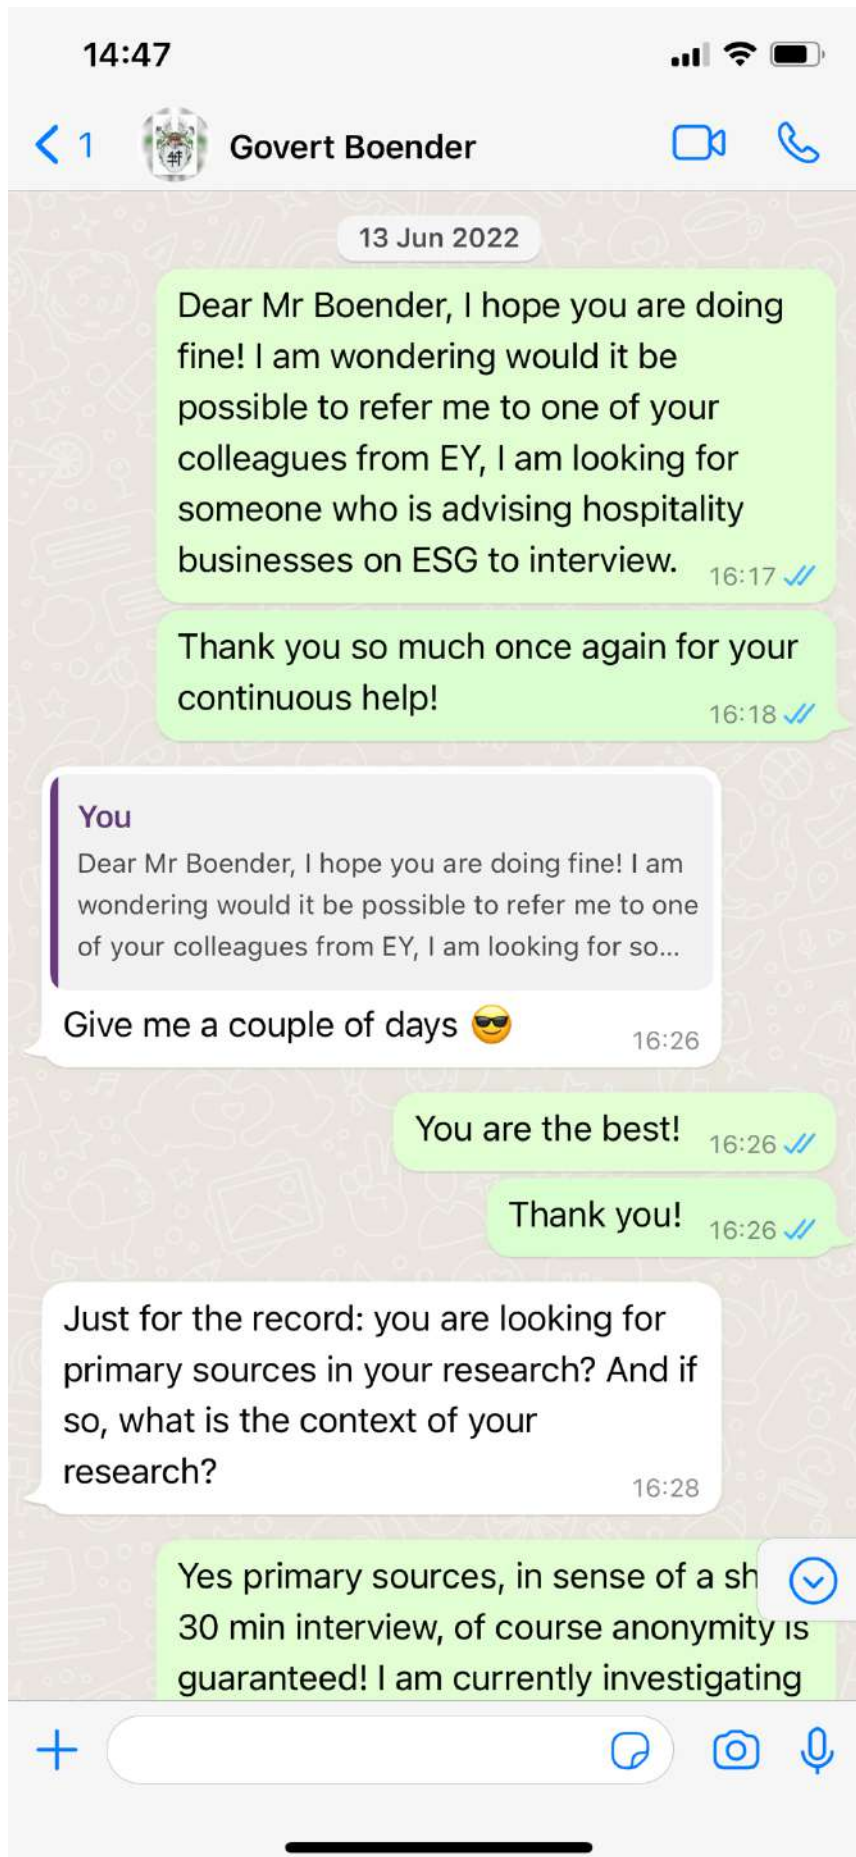 14:47
1
Govert Boender
13 Jun 2022
Dear Mr Boender, I hope you are doing
fine! I am wondering would it be
possible to refer me to one of your
colleagues from EY, I am looking for
someone who is advising hospitality
businesses on ESG to interview.
16:17
Thank you so much once again for your
continuous help!
16:18
You
Dear Mr Boender, I hope you are doing fine! I am
wondering would it be possible to refer me to one
of your colleagues from EY, I am looking for so...
Give me a couple of days 😎
16:26
You are the best!
16:26
Thank you!
16:26
Just for the record: you are looking for
primary sources in your research? And if
so, what is the context of your
research?
16:28
Yes primary sources, in sense of a sh
30 min interview, of course anonymity is
guaranteed! I am currently investigating